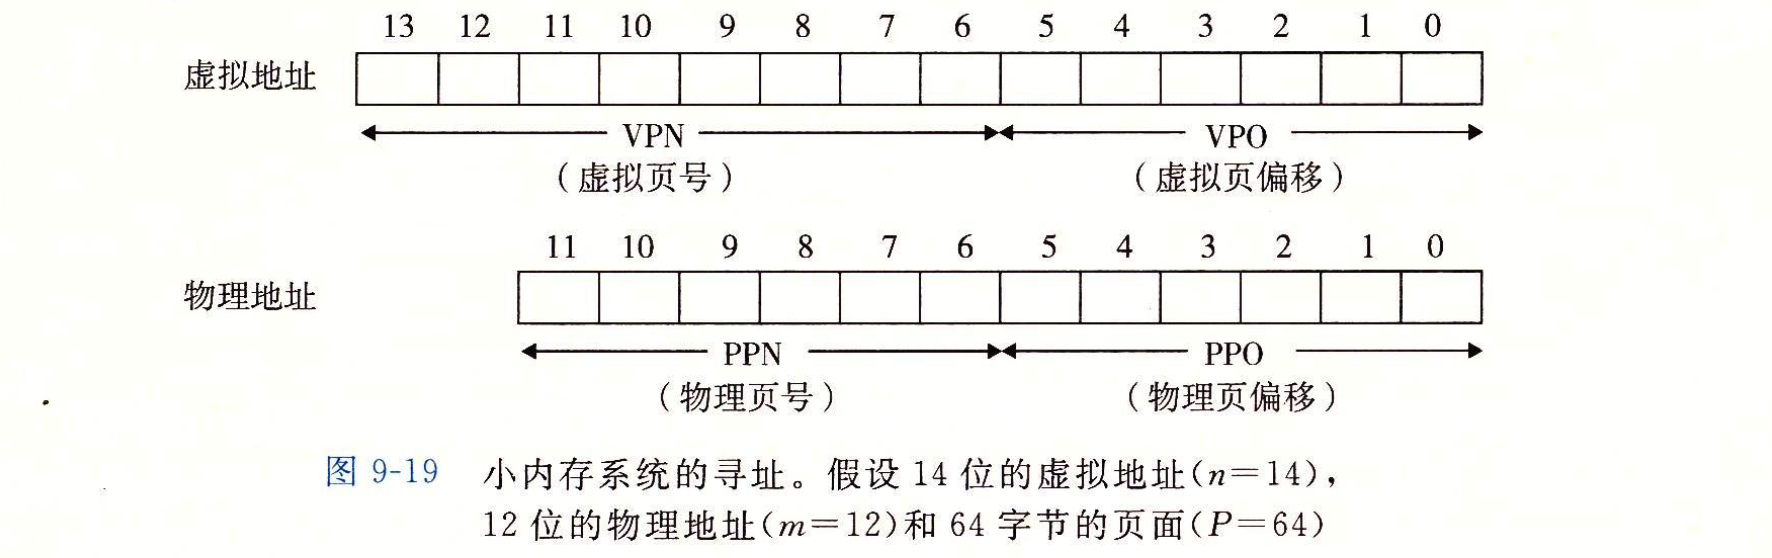 13 12 11 10 9 8 7 6 5 4 3 2 1 0
虚拟地址
VPN VPO
(虚拟页号) (虚拟页偏移)
11 10 9 8 7 6 5 4 3 2 1 0
物理地址
PPN PPO
(物理页号) (物理页偏移)
图 9-19 小内存系统的寻址。假设 14 位的虚拟地址(n=14),
12 位的物理地址(m=12)和 64 字节的页面(P=64)